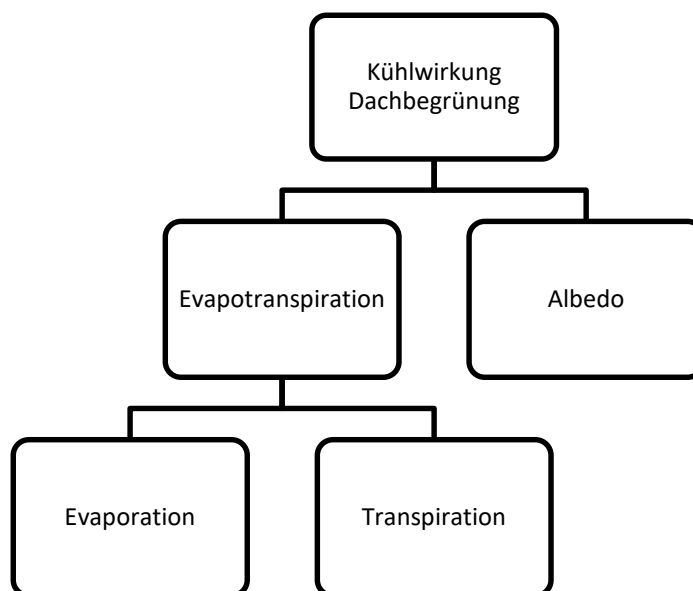 Kühlwirkung
Dachbegrünung
Evapotranspiration
Albedo
Evaporation
Transpiration